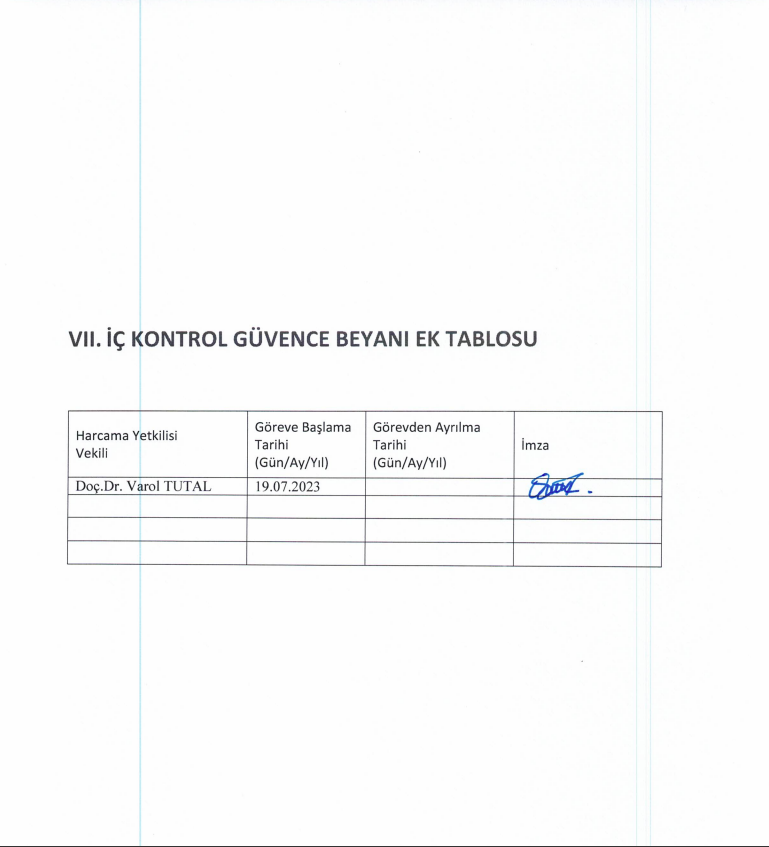 VII. İÇ KONTROL GÜVENCE BEYANI EK TABLOSU
Harcama Yetkilisi
Vekili
Göreve Başlama
Tarihi
(Gün/Ay/Yıl)
Görevden Ayrılma
Tarihi
(Gün/Ay/Yıl)
İmza
Doç.Dr. Varol TUTAL
19.07.2023